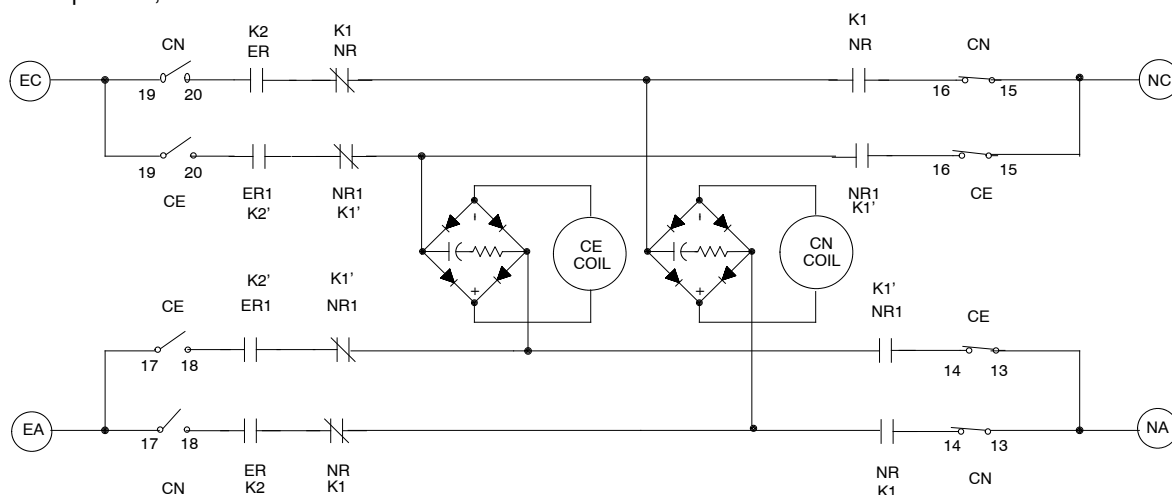 K2 K1 K1
CN ER NR NR CN
EC NC
19 20 16 15
19 20 16 15
CE ER1 NR1 NR1 CE
K2' K1' K1'
CE
COIL
CN
COIL
- -
+ +
K2' K1' K1'
CE ER1 NR1 NR1 CE
17 18 14 13
EA NA
17 18 14 13
ER NR NR CN
CN K2 K1 K1